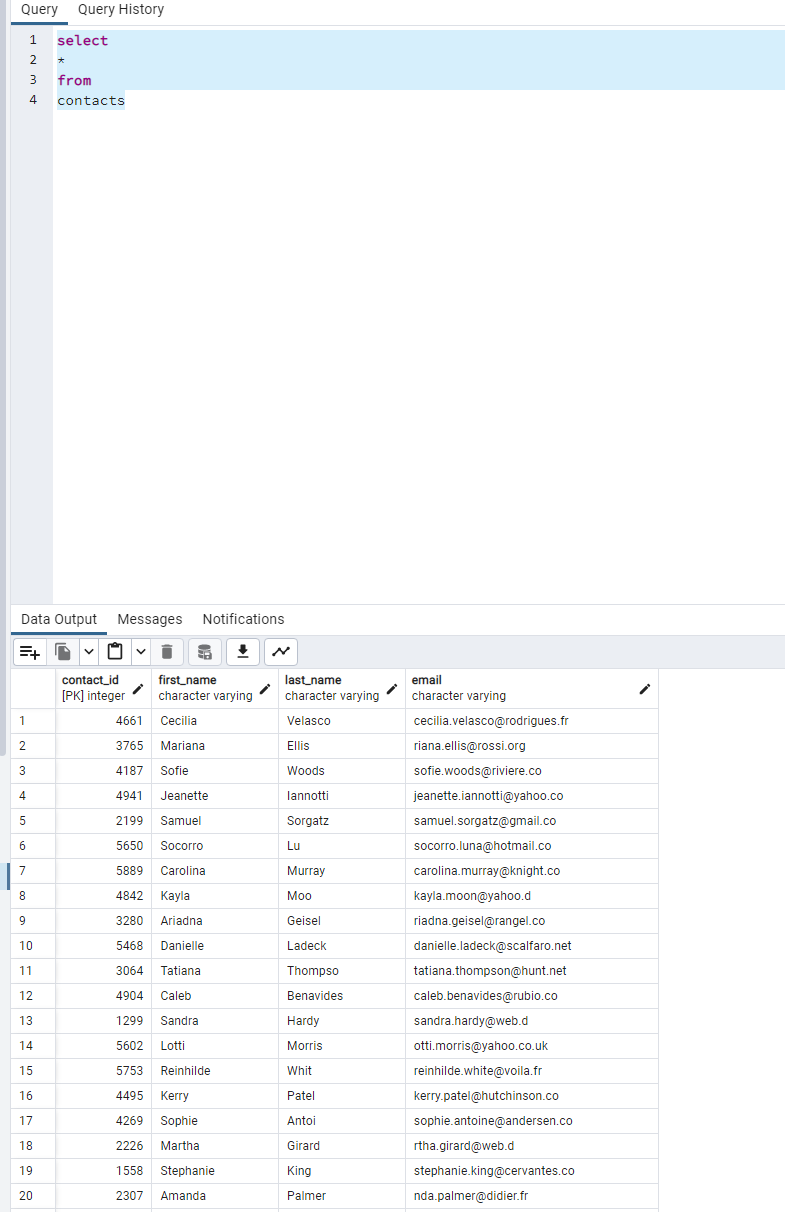 Query Query History
1 select
2 *
3 from
4 contacts
Data Output Messages Notifications
contact_id first_name last_name email
[PK] integer character varying character varying character varying
1 4661 Cecilia Velasco cecilia.velasco@rodrigues.fr
2 3765 Mariana Ellis riana.ellis@rossi.org
3 4187 Sofie Woods sofie.woods@riviere.co
4 4941 Jeanette Iannotti jeanette.iannotti@yahoo.co
5 2199 Samuel Sorgatz samuel.sorgatz@gmail.co
6 5650 Socorro Lu socorro.luna@hotmail.co
7 5889 Carolina Murray carolina.murray@knight.co
8 4842 Kayla Moo kayla.moon@yahoo.d
9 3280 Ariadna Geisel riadna.geisel@rangel.co
10 5468 Danielle Ladeck danielle.ladeck@scalfaro.net
11 3064 Tatiana Thompso tatiana.thompson@hunt.net
12 4904 Caleb Benavides caleb.benavides@rubio.co
13 1299 Sandra Hardy sandra.hardy@web.d
14 5602 Lotti Morris otti.morris@yahoo.co.uk
15 5753 Reinhilde Whit reinhilde.white@voila.fr
16 4495 Kerry Patel kerry.patel@hutchinson.co
17 4269 Sophie Antoi sophie.antoine@andersen.co
18 2226 Martha Girard rtha.girard@web.d
19 1558 Stephanie King stephanie.king@cervantes.co
20 2307 Amanda Palmer nda.palmer@didier.fr